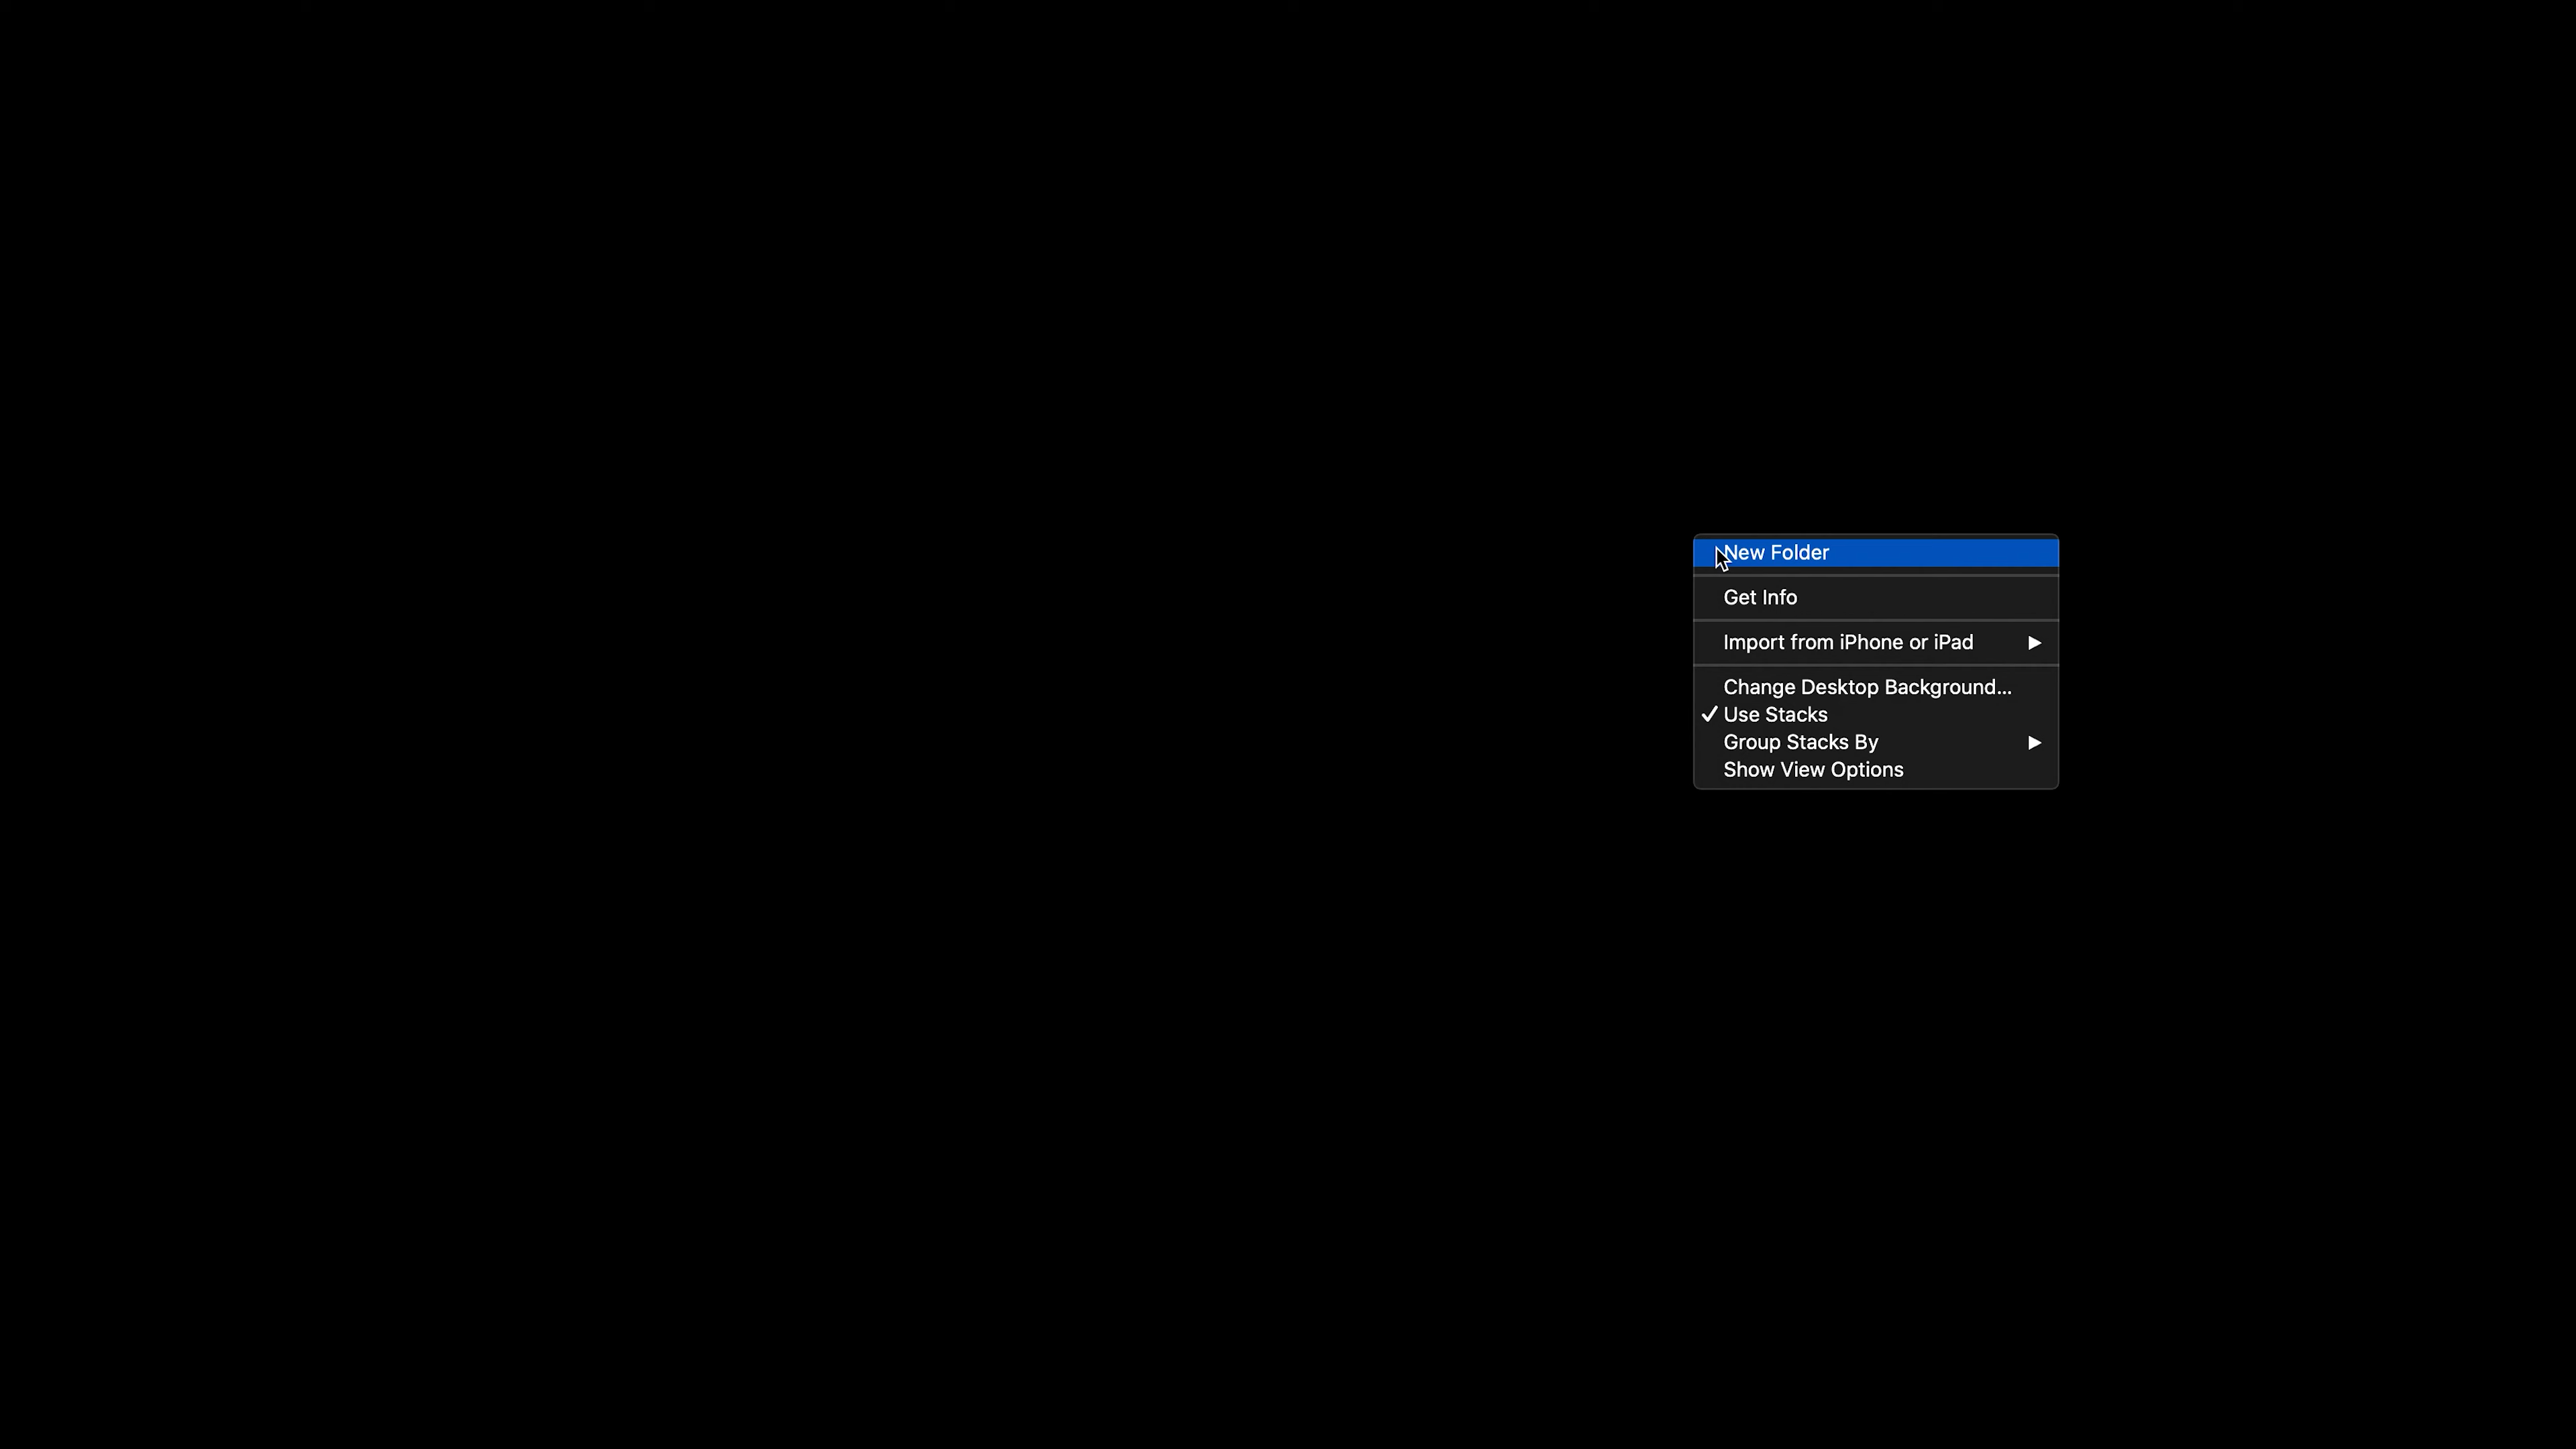 New Folder
Get Info
Import from iPhone or iPad
Change Desktop Background...
Use Stacks
Group Stacks By
Show View Options